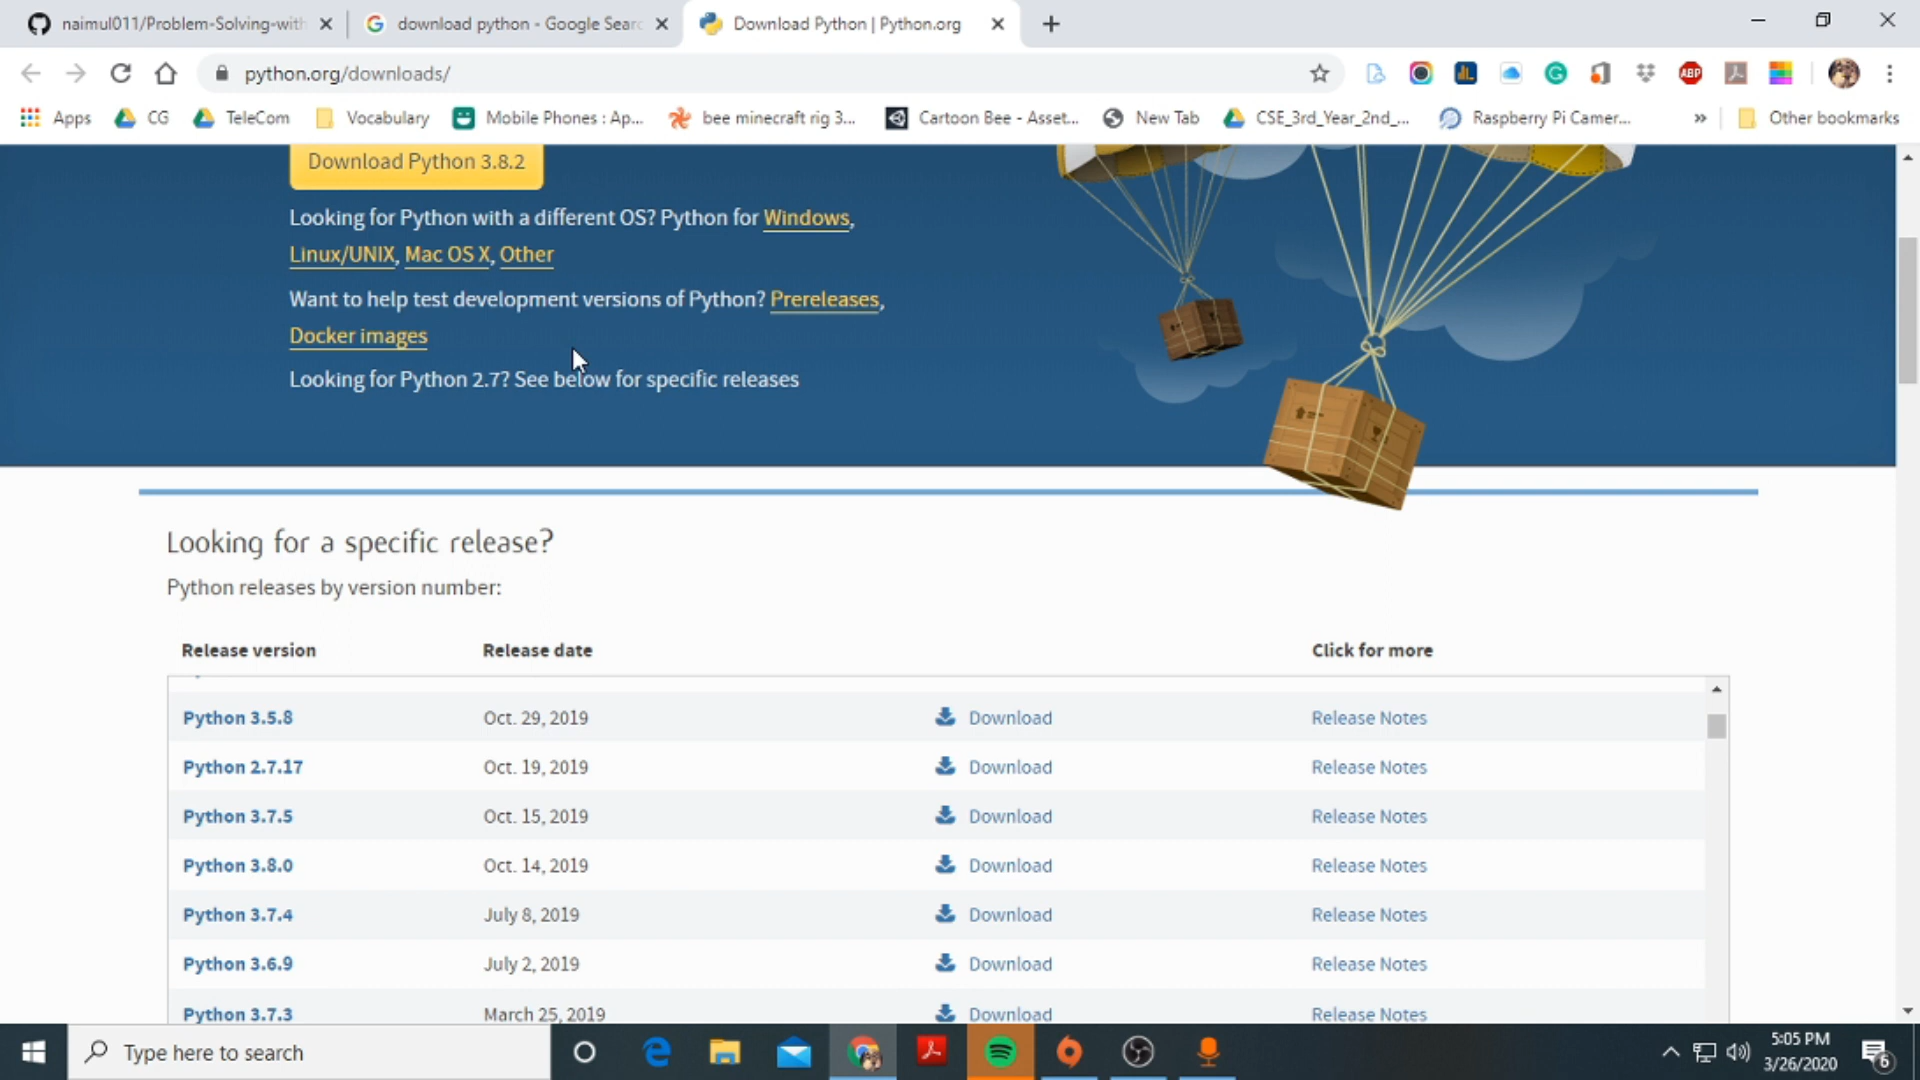 naimul011/Problem-Solving-with
download python - Google Searc
Download Python | Python.org
python.org/downloads/
ABP
Apps
CG
TeleCom
Vocabulary
Mobile Phones : Ap...
bee minecraft rig 3...
Cartoon Bee - Asset...
New Tab
CSE_3rd_Year_2nd_...
Raspberry Pi Camer...
»
Other bookmarks
Download Python 3.8.2
Looking for Python with a different OS? Python for Windows,
Linux/UNIX, Mac OS X, Other
Want to help test development versions of Python? Prereleases,
Docker images
Looking for Python 2.7? See below for specific releases
Looking for a specific release?
Python releases by version number:
Release version Release date Click for more
Python 3.5.8 Oct. 29, 2019 Download Release Notes
Python 2.7.17 Oct. 19, 2019 Download Release Notes
Python 3.7.5 Oct. 15, 2019 Download Release Notes
Python 3.8.0 Oct. 14, 2019 Download Release Notes
Python 3.7.4 July 8, 2019 Download Release Notes
Python 3.6.9 July 2, 2019 Download Release Notes
Python 3.7.3 March 25, 2019 Download Release Notes
Type here to search
5:05 PM
3/26/2020
6